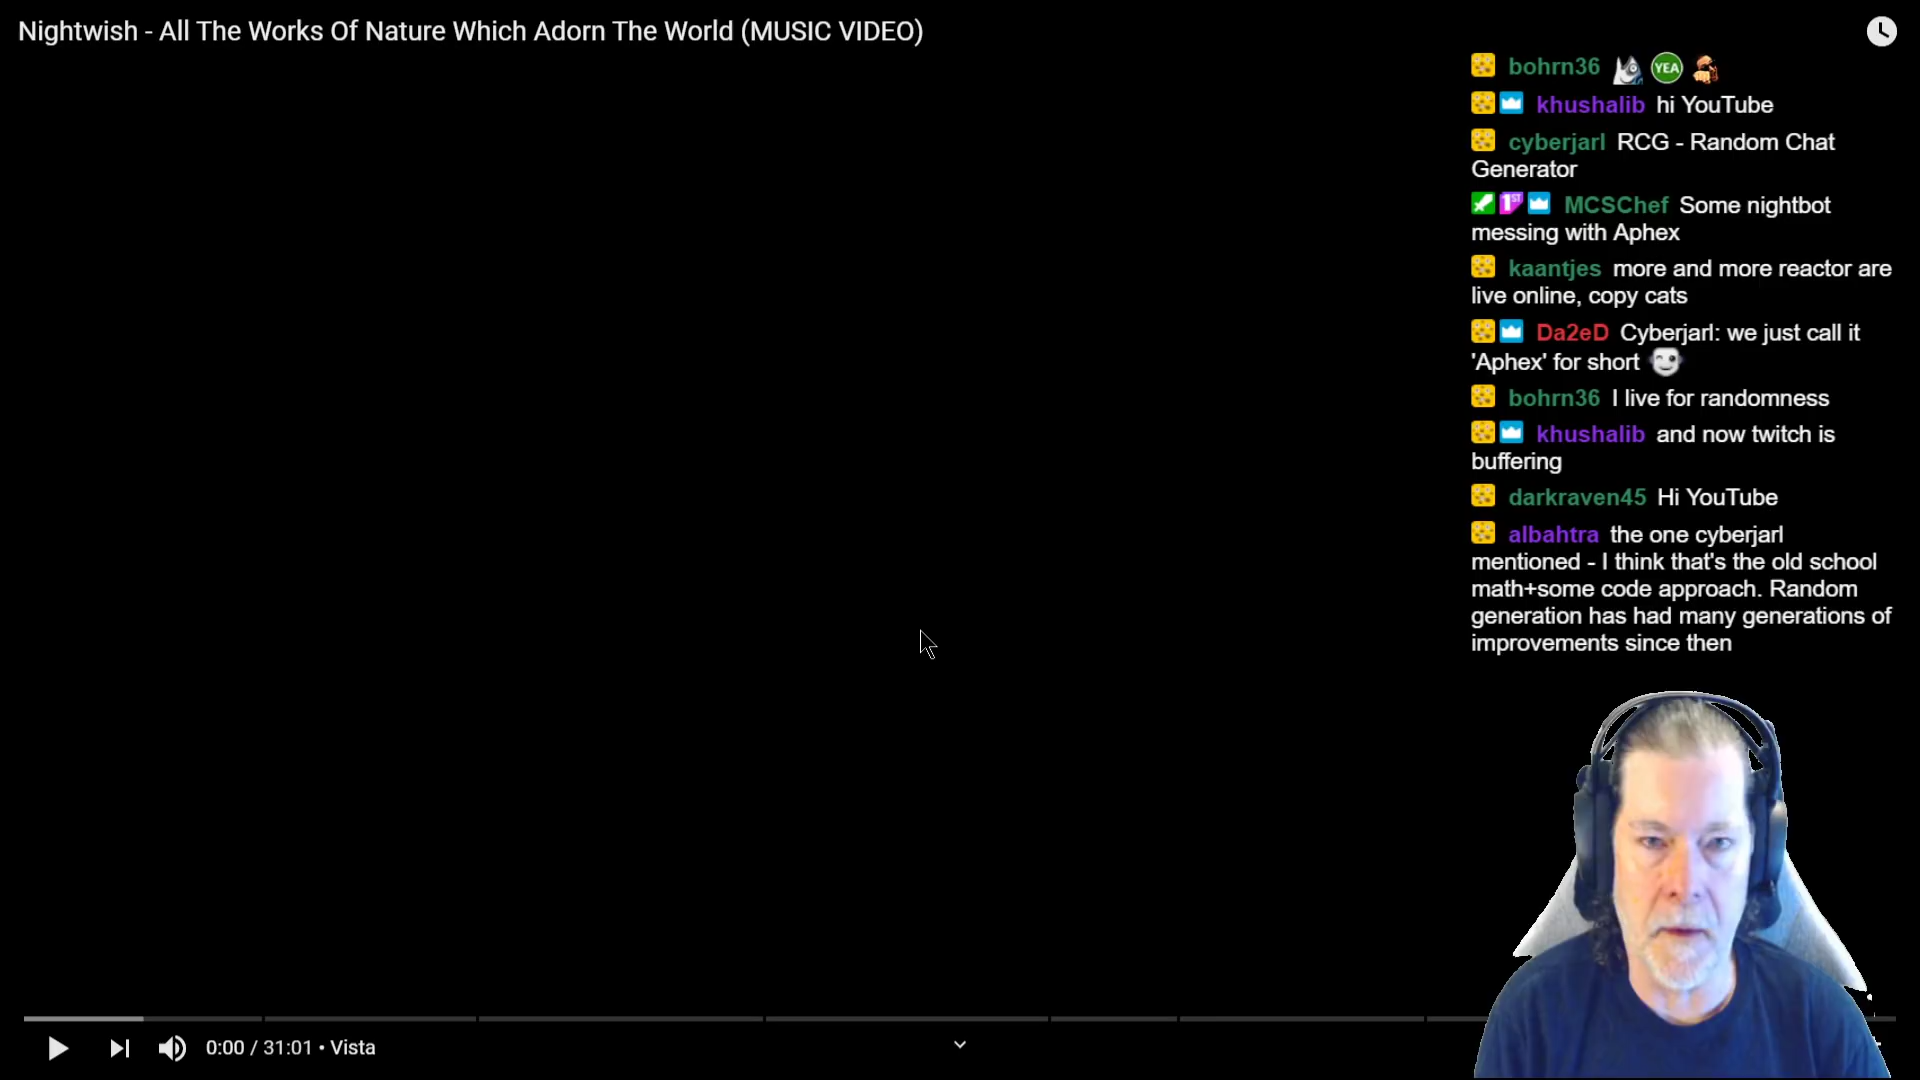 Nightwish - All The Works Of Nature Which Adorn The World (MUSIC VIDEO)
bohrn36 YEA
khushalib hi YouTube
cyberjarl RCG - Random Chat
Generator
1ST MCSChef Some nightbot
messing with Aphex
kaantjes more and more reactor are
live online, copy cats
Da2eD Cyberjarl: we just call it
'Aphex' for short
bohrn36 I live for randomness
khushalib and now twitch is
buffering
darkraven45 Hi YouTube
albahtra the one cyberjarl
mentioned - I think that's the old school
math+some code approach. Random
generation has had many generations of
improvements since then
0:00 / 31:01 • Vista